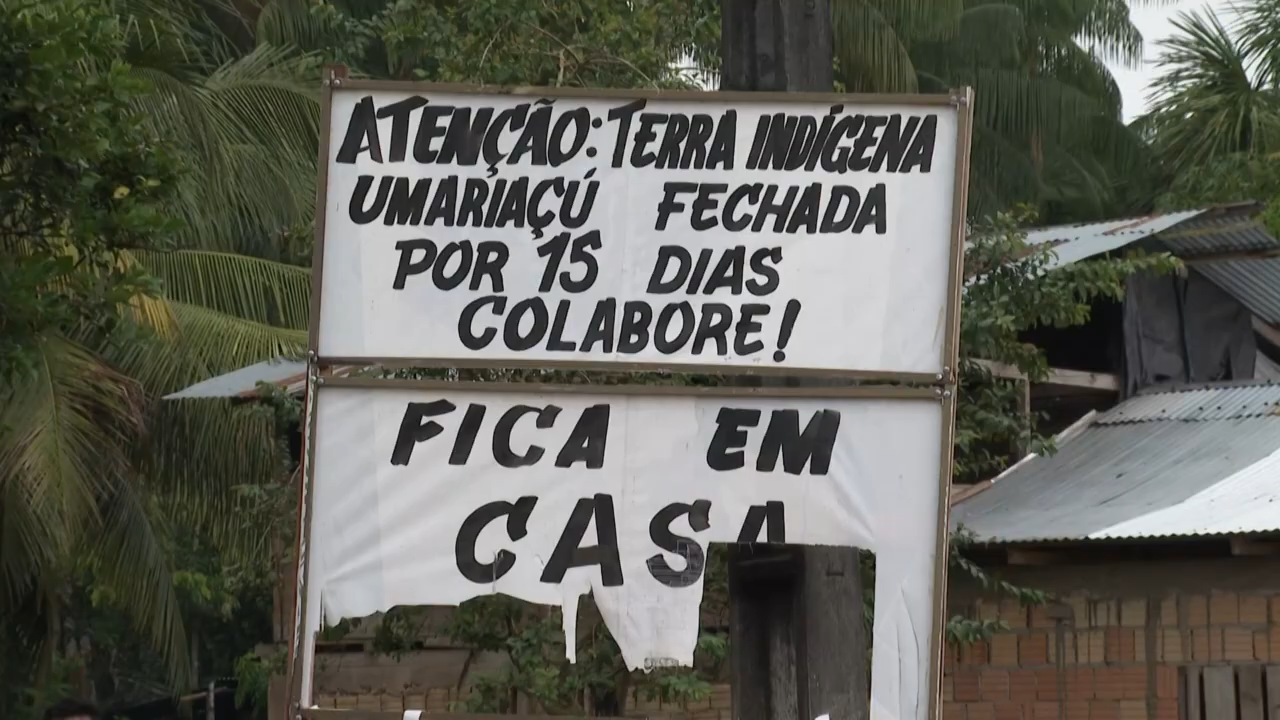 ATENÇÃO: TERRA INDÍGENA
UMARIAÇÚ FECHADA
POR 15 DIAS
COLABORE!
FICA EM
CASA